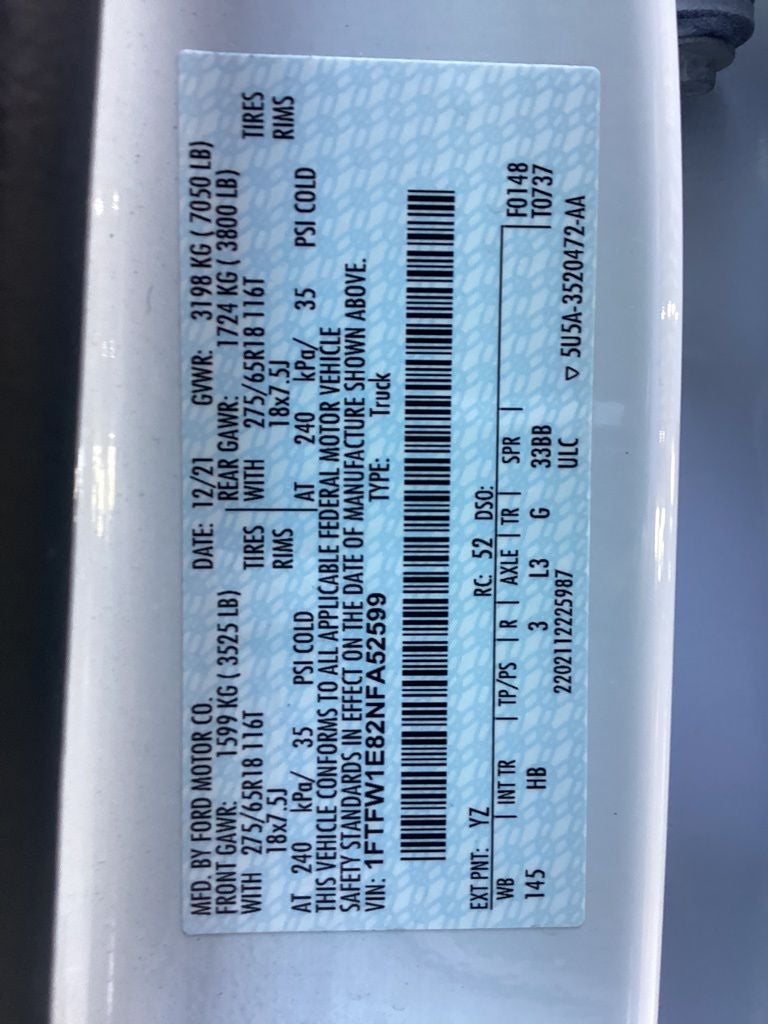 MFD. BY FORD MOTOR CO. DATE: 12/21 GVWR: 3198 KG ( 7050 LB)
FRONT GAWR: 1599 KG ( 3525 LB) REAR GAWR: 1724 KG ( 3800 LB)
WITH 275/65R18 116T TIRES WITH 275/65R18 116T TIRES
18x7.5J RIMS 18x7.5J RIMS
AT 240 kPa/ 35 PSI COLD AT 240 kPa/ 35 PSI COLD
THIS VEHICLE CONFORMS TO ALL APPLICABLE FEDERAL MOTOR VEHICLE
SAFETY STANDARDS IN EFFECT ON THE DATE OF MANUFACTURE SHOWN ABOVE.
VIN: 1FTFW1E82NFA52599 TYPE: Truck
EXT PNT: YZ RC: 52 DSO:
WB INT TR TP/PS R AXLE TR SPR F0148
145 HB 3 L3 G 33BB T0737
2202112225987 ULC ▽ 5U5A-3520472-AA